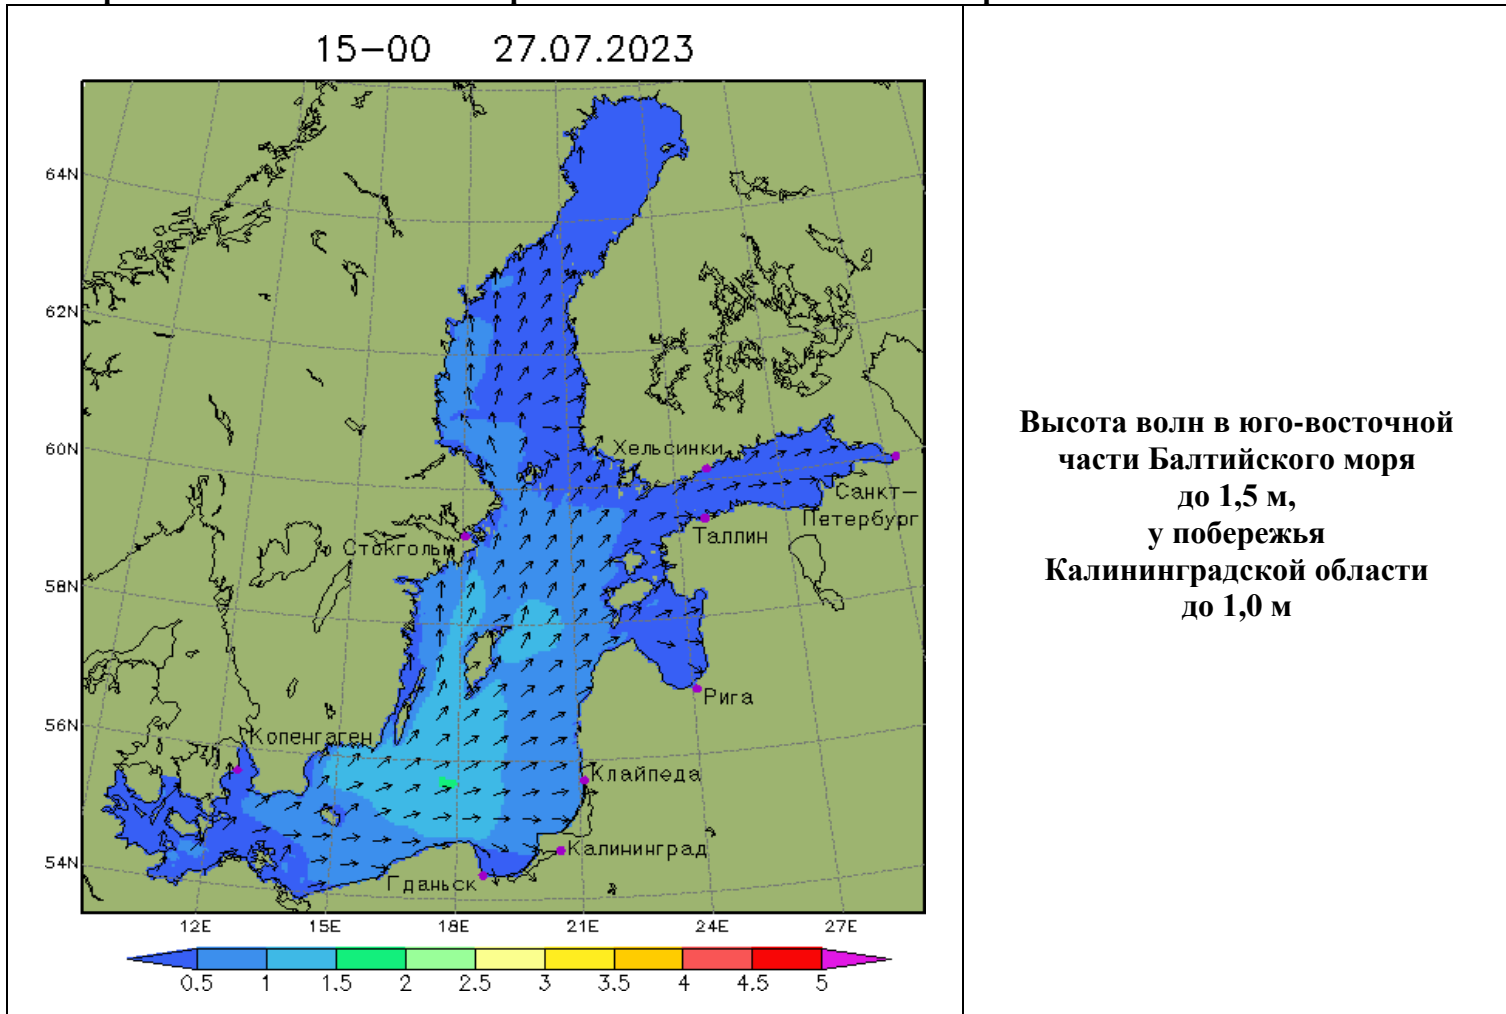 15-00 27.07.2023
64N
62N
60N
58N
56N
54N
Хельсинки
Санкт-
Петербург
Таллин
Стокгольм
Рига
Копенгаген
Клайпеда
Калининград
Гданьск
12E 15E 18E 21E 24E 27E
0.5 1 1.5 2 2.5 3 3.5 4 4.5 5
Высота волн в юго-восточной
части Балтийского моря
до 1,5 м,
у побережья
Калининградской области
до 1,0 м